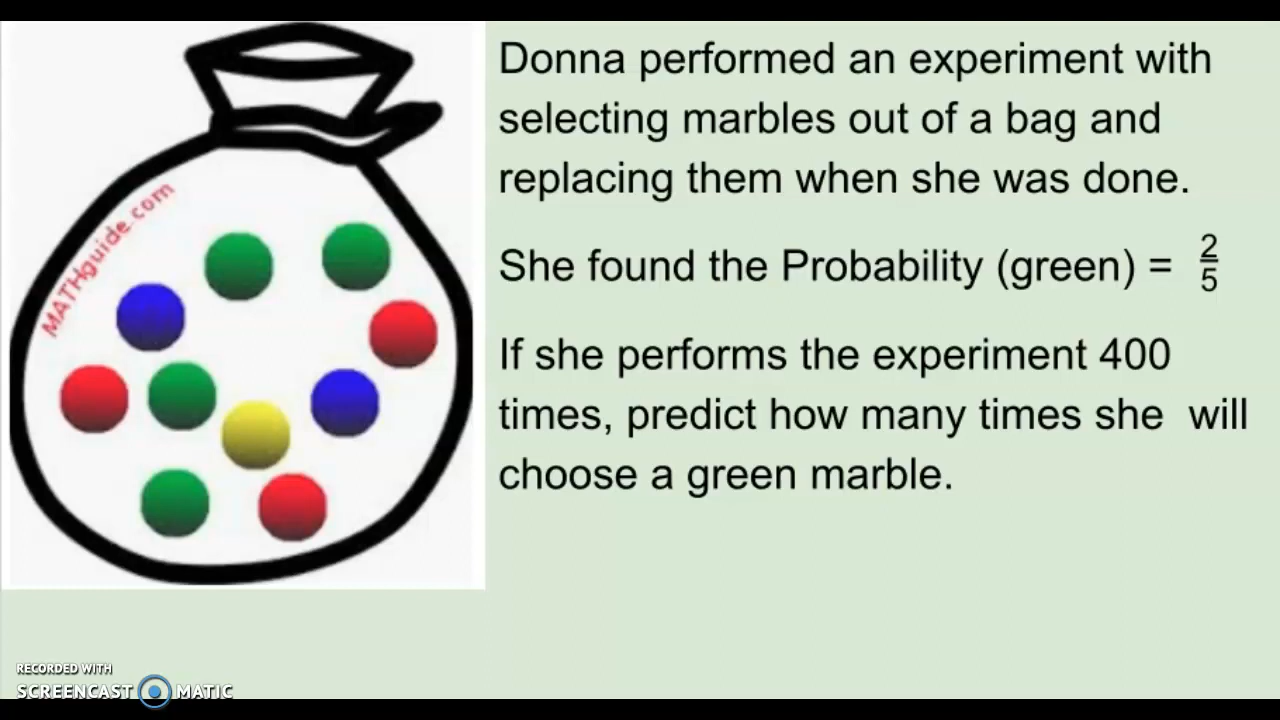 MATHguide.com
Donna performed an experiment with
selecting marbles out of a bag and
replacing them when she was done.
She found the Probability (green) = 2/5
If she performs the experiment 400
times, predict how many times she will
choose a green marble.
RECORDED WITH
SCREENCAST MATIC